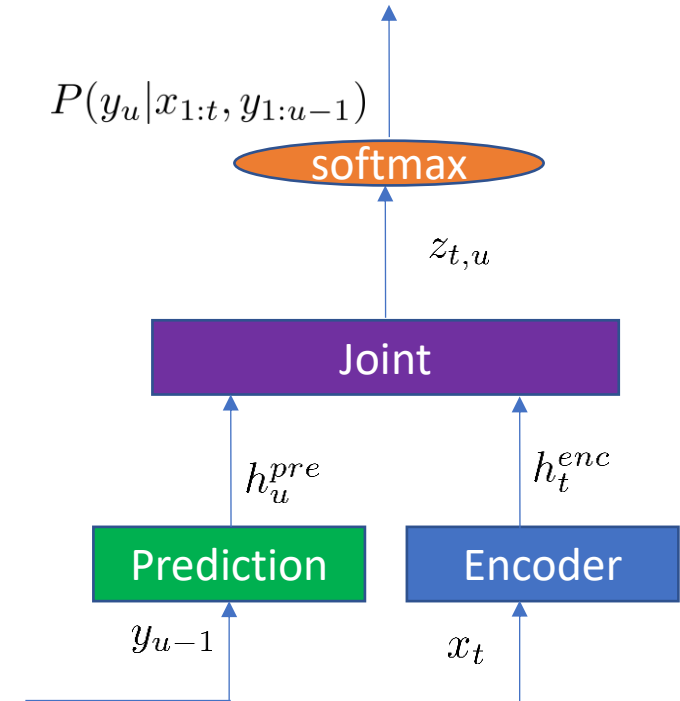 P(y_u|x_{1:t}, y_{1:u-1})
softmax
z_{t,u}
Joint
h_u^{pre} h_t^{enc}
Prediction Encoder
y_{u-1} x_t